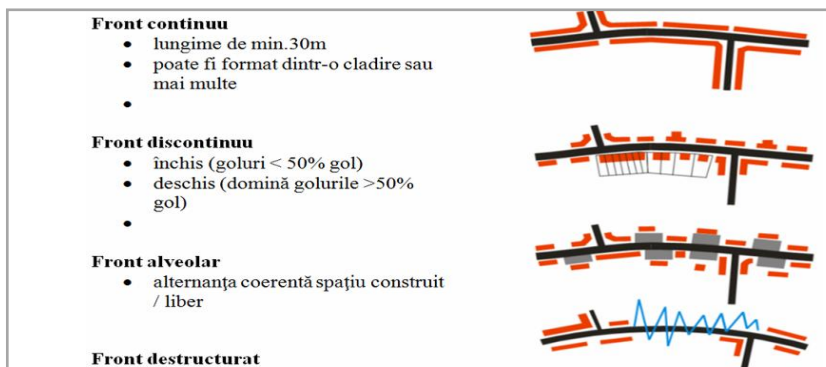 Front continuu
• lungime de min.30m
• poate fi format dintr-o cladire sau
mai multe
•
Front discontinuu
• închis (goluri < 50% gol)
• deschis (domină golurile >50%
gol)
•
Front alveolar
• alternanţa coerentă spaţiu construit
/ liber
Front destructurat